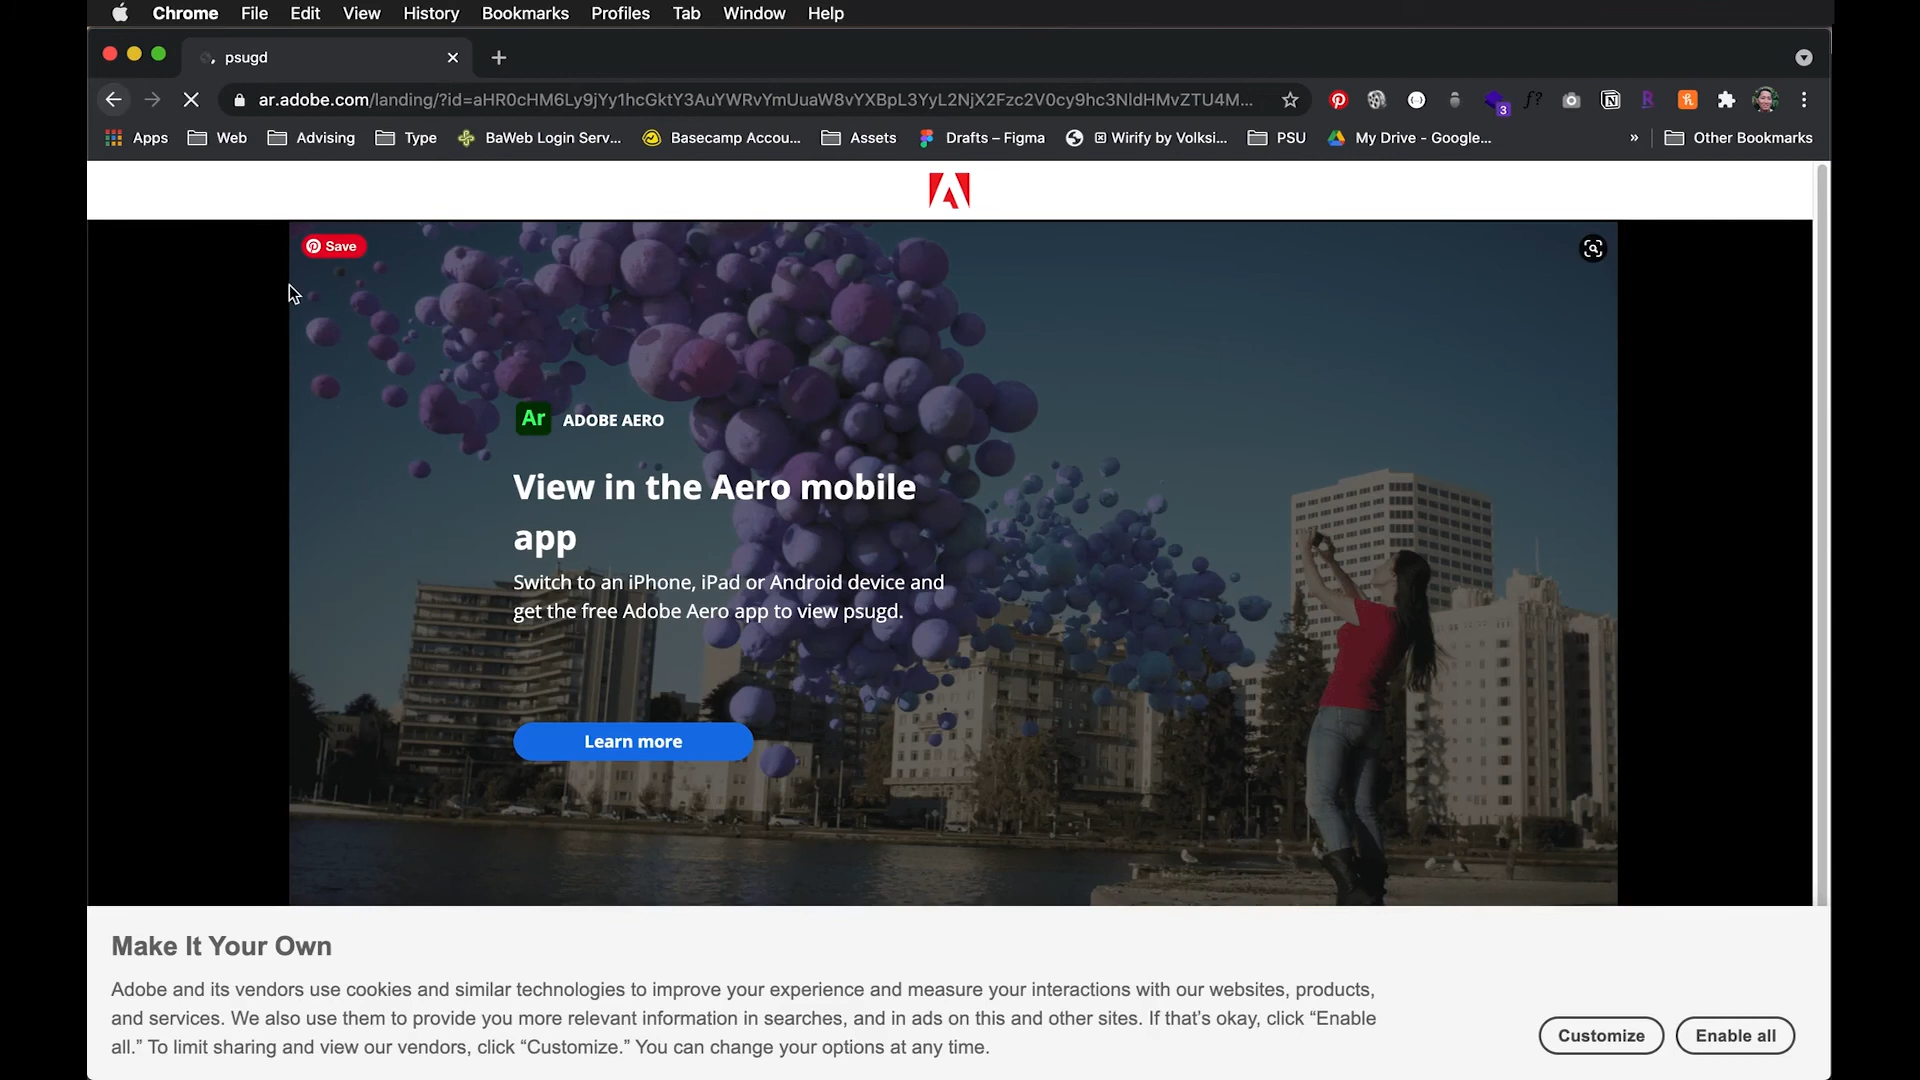 Chrome File Edit View History Bookmarks Profiles Tab Window Help
psugd
ar.adobe.com/landing/?id=aHR0cHM6Ly9jYy1hcGktY3AuYWRvYmUuaW8vYXBpL3YyL2NjX2Fzc2V0cy9hc3NldHMvZTU4M...
3
f?
Apps Web Advising Type BaWeb Login Serv... Basecamp Accou... Assets Drafts – Figma Wirify by Volksi... PSU My Drive - Google... » Other Bookmarks
Save
Ar ADOBE AERO
View in the Aero mobile
app
Switch to an iPhone, iPad or Android device and
get the free Adobe Aero app to view psugd.
Learn more
Make It Your Own
Adobe and its vendors use cookies and similar technologies to improve your experience and measure your interactions with our websites, products,
and services. We also use them to provide you more relevant information in searches, and in ads on this and other sites. If that’s okay, click “Enable
all.” To limit sharing and view our vendors, click “Customize.” You can change your options at any time.
Customize Enable all